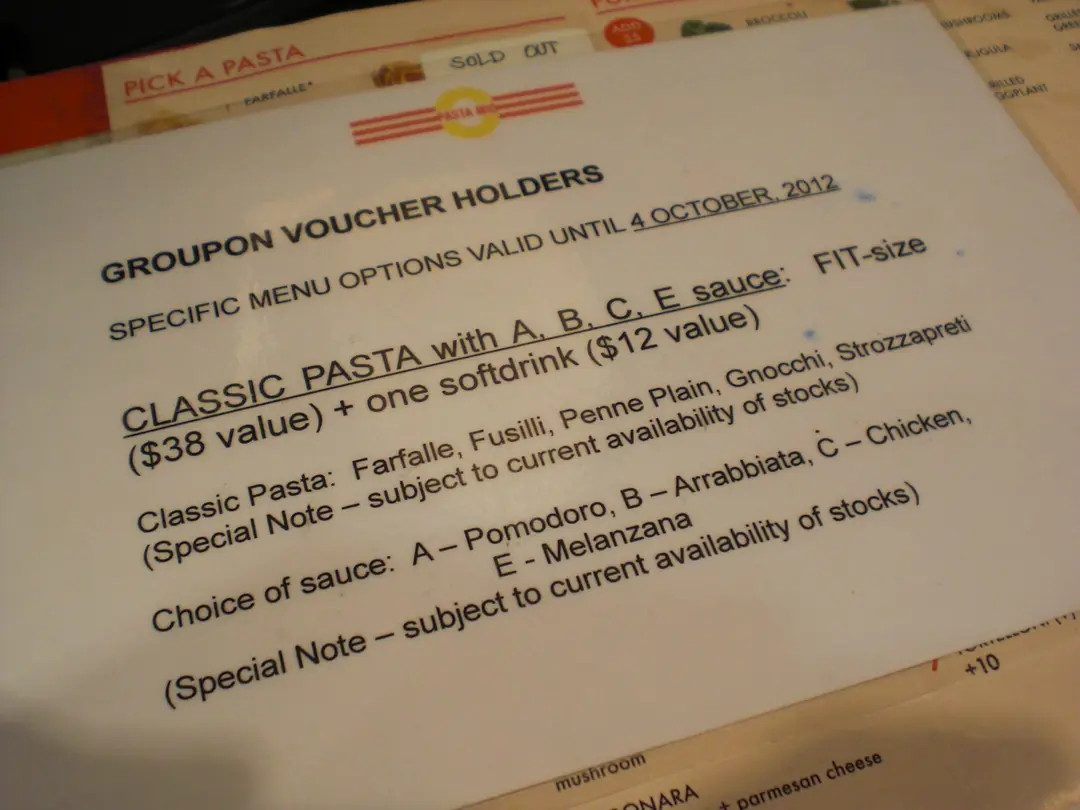 PICK A PASTA
FARFALLE*
SOLD OUT
ADD
BROCCOLI
MUSHROOMS
PASTA
GROUPON VOUCHER HOLDERS
SPECIFIC MENU OPTIONS VALID UNTIL 4 OCTOBER, 2012
CLASSIC PASTA with A, B, C, E sauce: FIT-size
($38 value) + one softdrink ($12 value)
Classic Pasta: Farfalle, Fusilli, Penne Plain, Gnocchi, Strozzapreti
(Special Note – subject to current availability of stocks)
Choice of sauce: A – Pomodoro, B – Arrabbiata, C – Chicken,
E - Melanzana
(Special Note – subject to current availability of stocks)
+10
mushroom
+ parmesan cheese